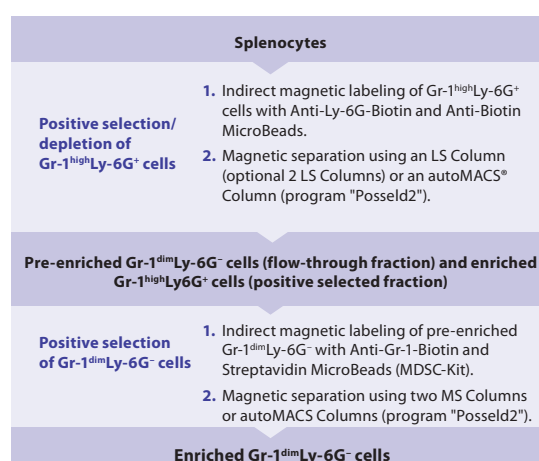 Splenocytes
Positive selection/
depletion of
Gr-1ʰⁱᵍʰLy-6G⁺ cells
1. Indirect magnetic labeling of Gr-1ʰⁱᵍʰLy-6G⁺
cells with Anti-Ly-6G-Biotin and Anti-Biotin
MicroBeads.
2. Magnetic separation using an LS Column
(optional 2 LS Columns) or an autoMACS®
Column (program "Posseld2").
Pre-enriched Gr-1ᵈⁱᵐLy-6G⁻ cells (flow-through fraction) and enriched
Gr-1ʰⁱᵍʰLy6G⁺ cells (positive selected fraction)
Positive selection
of Gr-1ᵈⁱᵐLy-6G⁻ cells
1. Indirect magnetic labeling of pre-enriched
Gr-1ᵈⁱᵐLy-6G⁻ with Anti-Gr-1-Biotin and
Streptavidin MicroBeads (MDSC-Kit).
2. Magnetic separation using two MS Columns
or autoMACS Columns (program "Posseld2").
Enriched Gr-1ᵈⁱᵐLy-6G⁻ cells